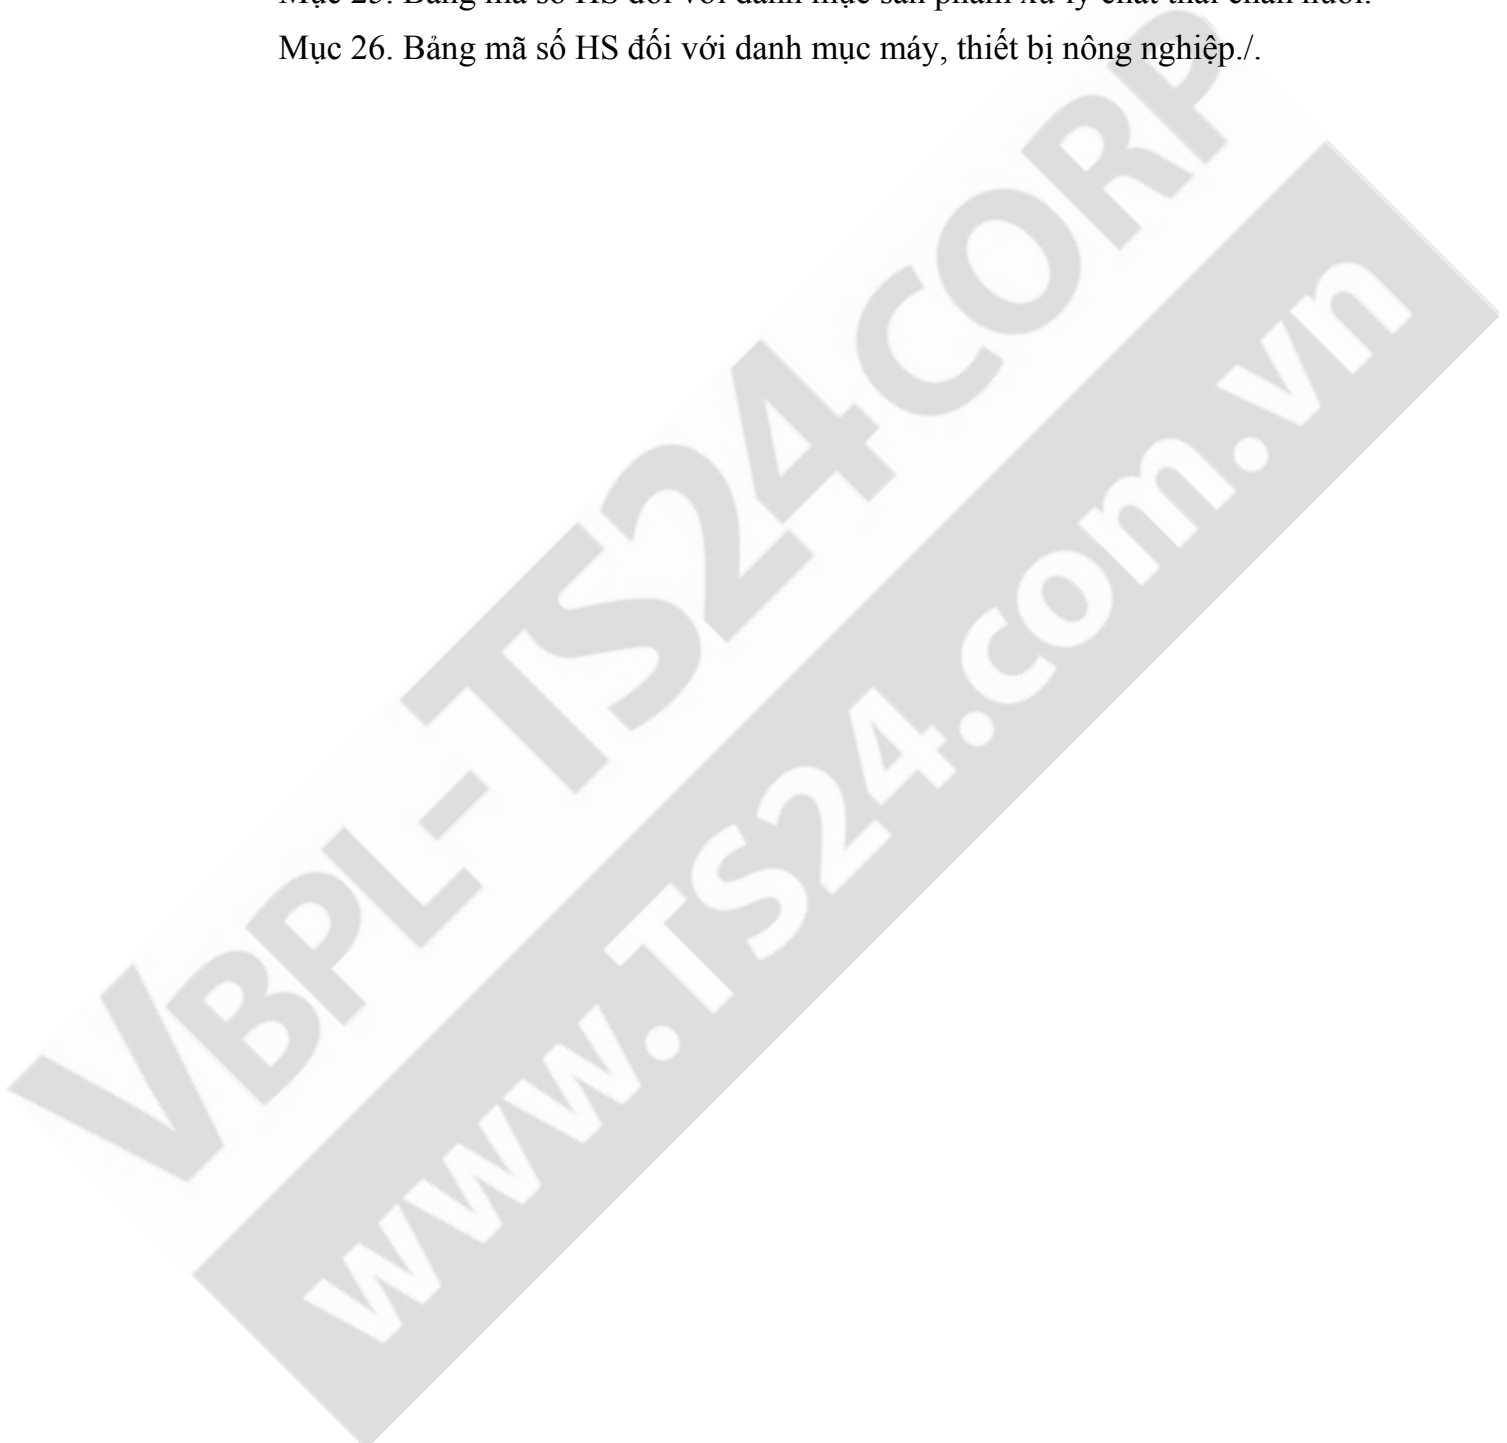 Mục 25. Bảng mã số HS đối với danh mục sản phẩm xử lý chất thải chăn nuôi.
Mục 26. Bảng mã số HS đối với danh mục máy, thiết bị nông nghiệp./.
VBPL-TS24CORP
www.TS24.com.vn